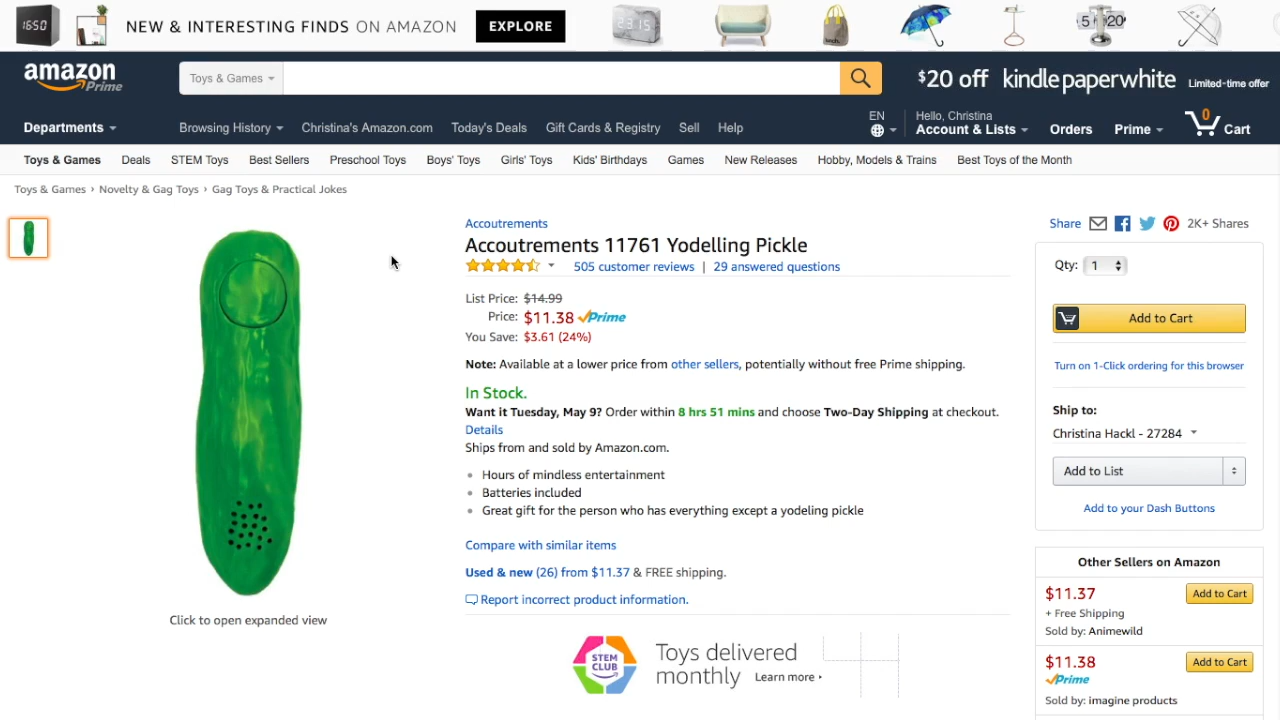 1650
NEW & INTERESTING FINDS ON AMAZON
EXPLORE
amazon
Prime
Toys & Games
$20 off kindle paperwhite Limited-time offer
Departments
Browsing History
Christina's Amazon.com
Today's Deals
Gift Cards & Registry
Sell
Help
EN
Hello, Christina
Account & Lists
Orders
Prime
0
Cart
Toys & Games
Deals
STEM Toys
Best Sellers
Preschool Toys
Boys' Toys
Girls' Toys
Kids' Birthdays
Games
New Releases
Hobby, Models & Trains
Best Toys of the Month
Toys & Games › Novelty & Gag Toys › Gag Toys & Practical Jokes
Click to open expanded view
Accoutrements
Accoutrements 11761 Yodelling Pickle
505 customer reviews | 29 answered questions
List Price: $14.99
Price: $11.38 Prime
You Save: $3.61 (24%)
Note: Available at a lower price from other sellers, potentially without free Prime shipping.
In Stock.
Want it Tuesday, May 9? Order within 8 hrs 51 mins and choose Two-Day Shipping at checkout.
Details
Ships from and sold by Amazon.com.
Hours of mindless entertainment
Batteries included
Great gift for the person who has everything except a yodeling pickle
Compare with similar items
Used & new (26) from $11.37 & FREE shipping.
Report incorrect product information.
STEM
CLUB
Toys delivered
monthly Learn more
Share 2K+ Shares
Qty: 1
Add to Cart
Turn on 1-Click ordering for this browser
Ship to:
Christina Hackl - 27284
Add to List
Add to your Dash Buttons
Other Sellers on Amazon
$11.37 Add to Cart
+ Free Shipping
Sold by: Animewild
$11.38 Add to Cart
Prime
Sold by: imagine products